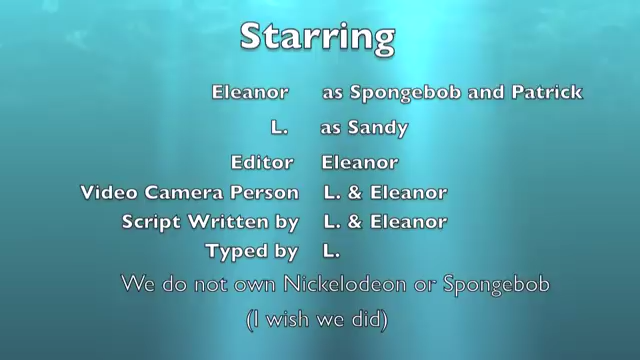 Starring
Eleanor as Spongebob and Patrick
L. as Sandy
Editor Eleanor
Video Camera Person L. & Eleanor
Script Written by L. & Eleanor
Typed by L.
We do not own Nickelodeon or Spongebob
(I wish we did)